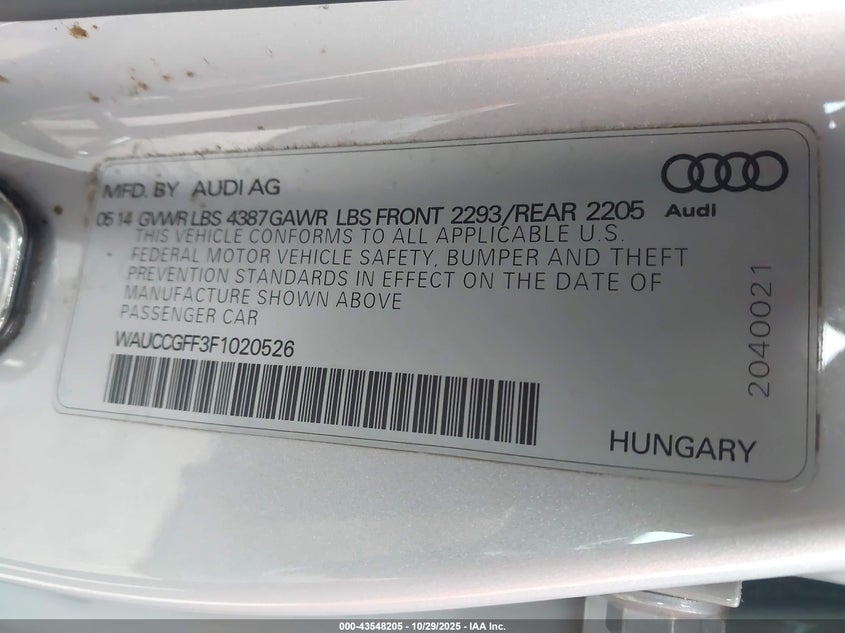 MFD. BY AUDI AG
Audi
05 14 GVWR LBS 4387 GAWR LBS FRONT 2293/REAR 2205
THIS VEHICLE CONFORMS TO ALL APPLICABLE U.S.
FEDERAL MOTOR VEHICLE SAFETY, BUMPER AND THEFT
PREVENTION STANDARDS IN EFFECT ON THE DATE OF
MANUFACTURE SHOWN ABOVE
PASSENGER CAR
WAUCCGFF3F1020526
2040021
HUNGARY
000-43548205 - 10/29/2025 - IAA Inc.